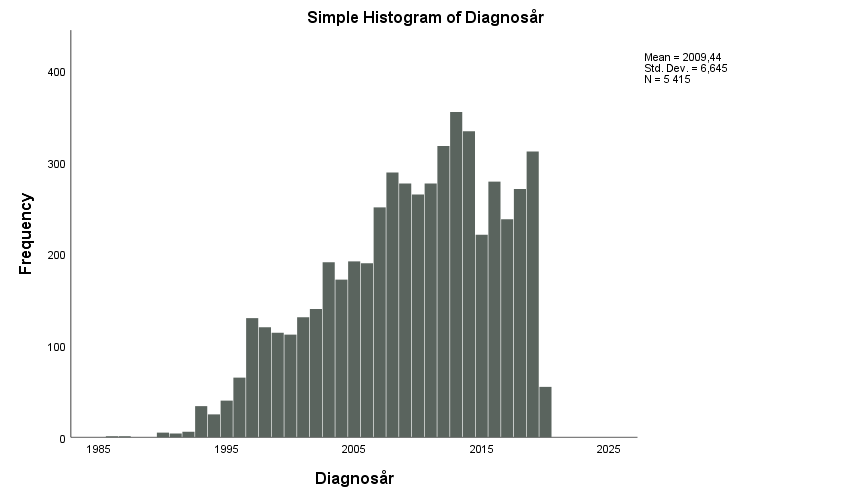 Simple Histogram of Diagnosår
Mean = 2009,44
Std. Dev. = 6,645
N = 5 415
Frequency
400
300
200
100
0
1985
1995
2005
2015
2025
Diagnosår